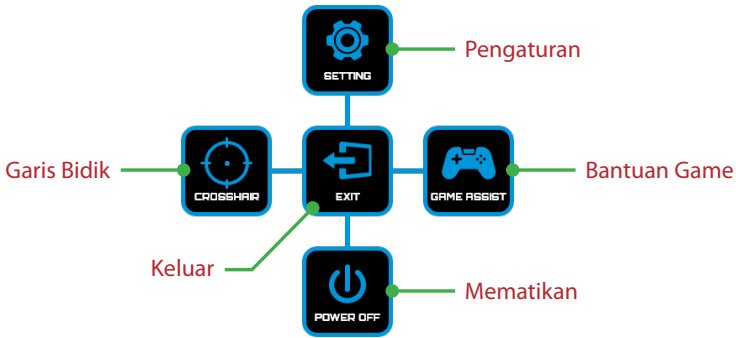 SETTING
Pengaturan
Garis Bidik
CROSSHAIR
EXIT
GAME ASSIST
Bantuan Game
Keluar
POWER OFF
Mematikan